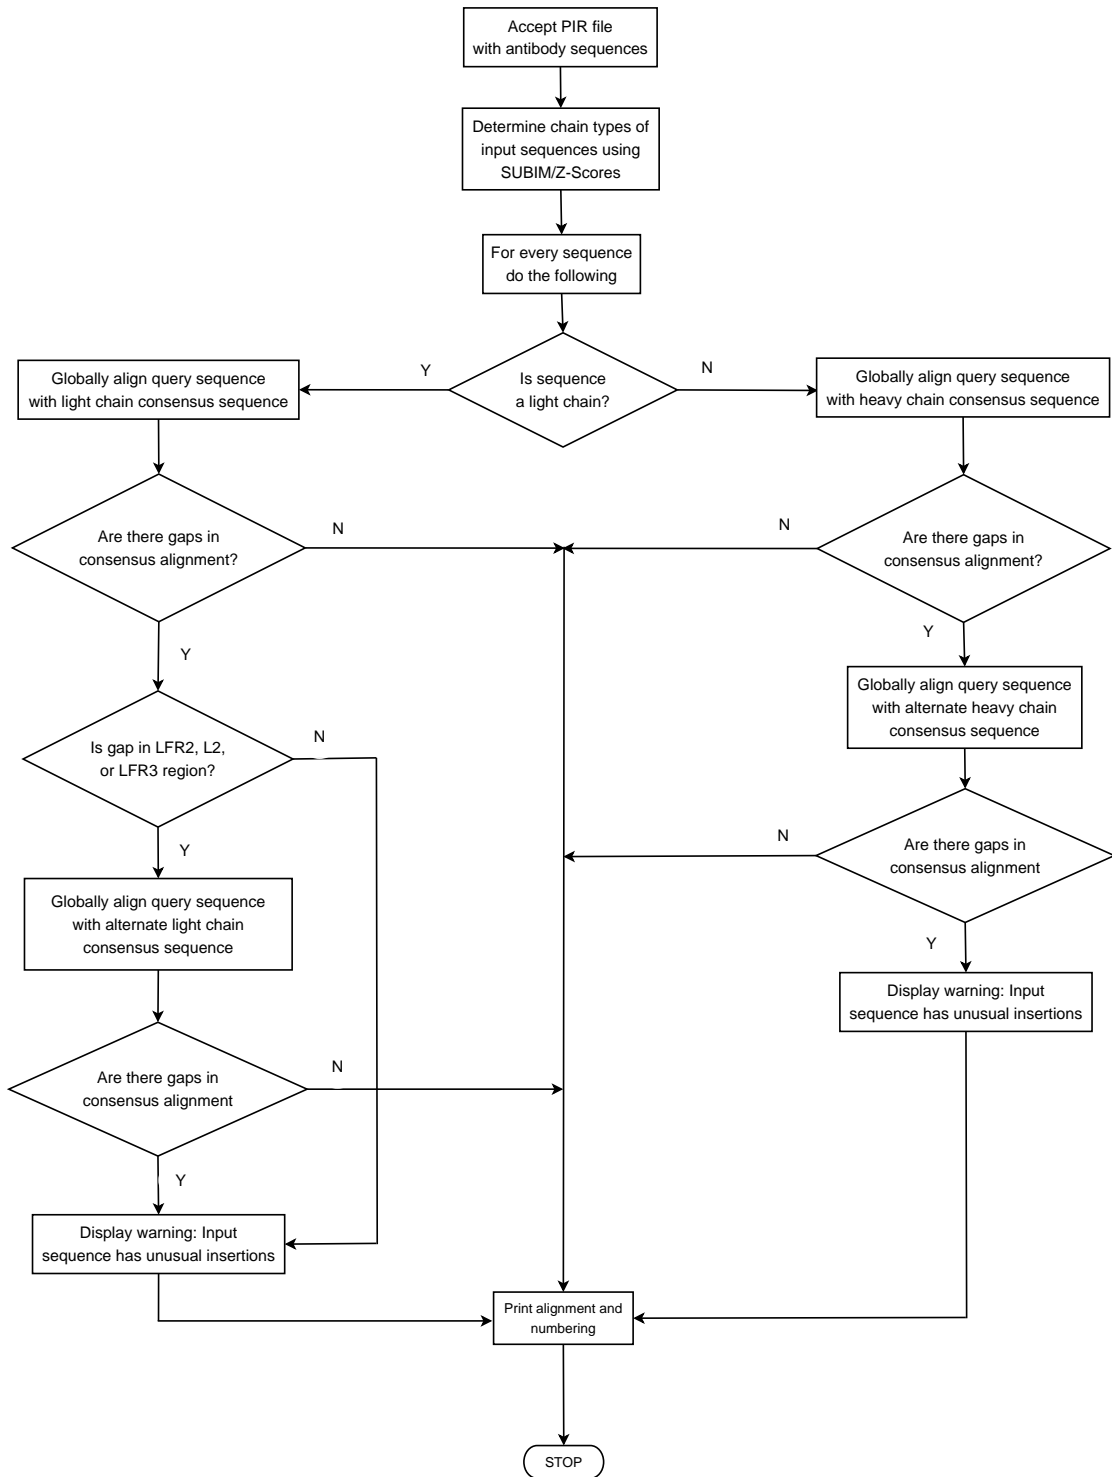 Accept PIR file
with antibody sequences
Determine chain types of
input sequences using
SUBIM/Z-Scores
For every sequence
do the following
Is sequence
a light chain?
Y
N
Globally align query sequence
with light chain consensus sequence
Globally align query sequence
with heavy chain consensus sequence
Are there gaps in
consensus alignment?
N
Y
Are there gaps in
consensus alignment?
N
Y
Is gap in LFR2, L2,
or LFR3 region?
N
Y
Globally align query sequence
with alternate heavy chain
consensus sequence
Are there gaps in
consensus alignment
N
Y
Globally align query sequence
with alternate light chain
consensus sequence
Display warning: Input
sequence has unusual insertions
Are there gaps in
consensus alignment
N
Y
Display warning: Input
sequence has unusual insertions
Print alignment and
numbering
STOP